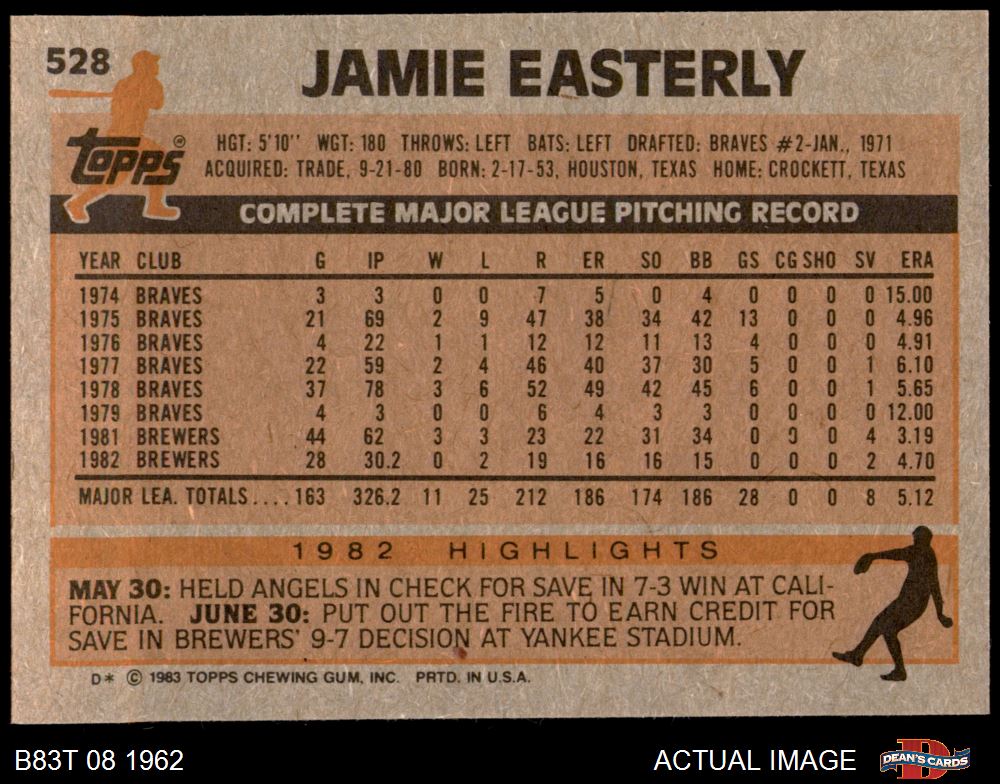 528
JAMIE EASTERLY
TOPPS®
HGT: 5'10" WGT: 180 THROWS: LEFT BATS: LEFT DRAFTED: BRAVES #2-JAN., 1971
ACQUIRED: TRADE, 9-21-80 BORN: 2-17-53, HOUSTON, TEXAS HOME: CROCKETT, TEXAS
COMPLETE MAJOR LEAGUE PITCHING RECORD
YEAR CLUB G IP W L R ER SO BB GS CG SHO SV ERA
1974 BRAVES 3 3 0 0 7 5 0 4 0 0 0 0 15.00
1975 BRAVES 21 69 2 9 47 38 34 42 13 0 0 0 4.96
1976 BRAVES 4 22 1 1 12 12 11 13 4 0 0 0 4.91
1977 BRAVES 22 59 2 4 46 40 37 30 5 0 0 1 6.10
1978 BRAVES 37 78 3 6 52 49 42 45 6 0 0 1 5.65
1979 BRAVES 4 3 0 0 6 4 3 3 0 0 0 0 12.00
1981 BREWERS 44 62 3 3 23 22 31 34 0 0 0 4 3.19
1982 BREWERS 28 30.2 0 2 19 16 16 15 0 0 0 2 4.70
MAJOR LEA. TOTALS.... 163 326.2 11 25 212 186 174 186 28 0 0 8 5.12
1982 HIGHLIGHTS
MAY 30: HELD ANGELS IN CHECK FOR SAVE IN 7-3 WIN AT CALI-
FORNIA. JUNE 30: PUT OUT THE FIRE TO EARN CREDIT FOR
SAVE IN BREWERS' 9-7 DECISION AT YANKEE STADIUM.
D* © 1983 TOPPS CHEWING GUM, INC. PRTD. IN U.S.A.
B83T 08 1962 ACTUAL IMAGE
D
DEAN'S CARDS